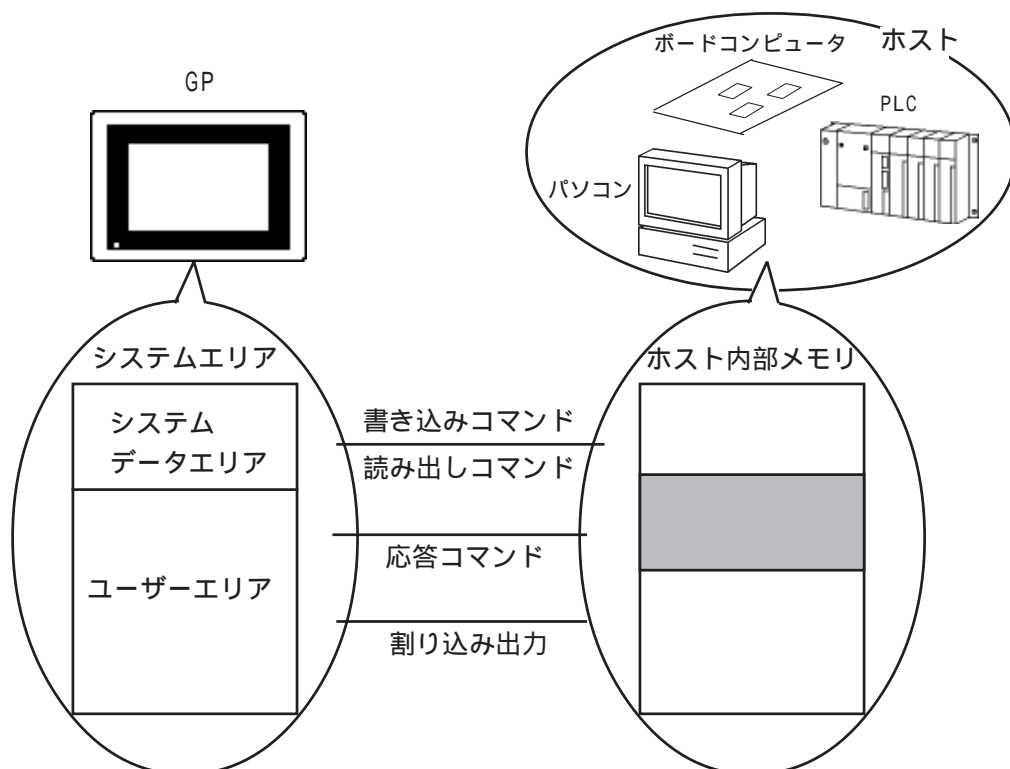 ボードコンピュータ
ホスト
GP
PLC
パソコン
システムエリア
ホスト内部メモリ
システム
データエリア
書き込みコマンド
読み出しコマンド
応答コマンド
ユーザーエリア
割り込み出力